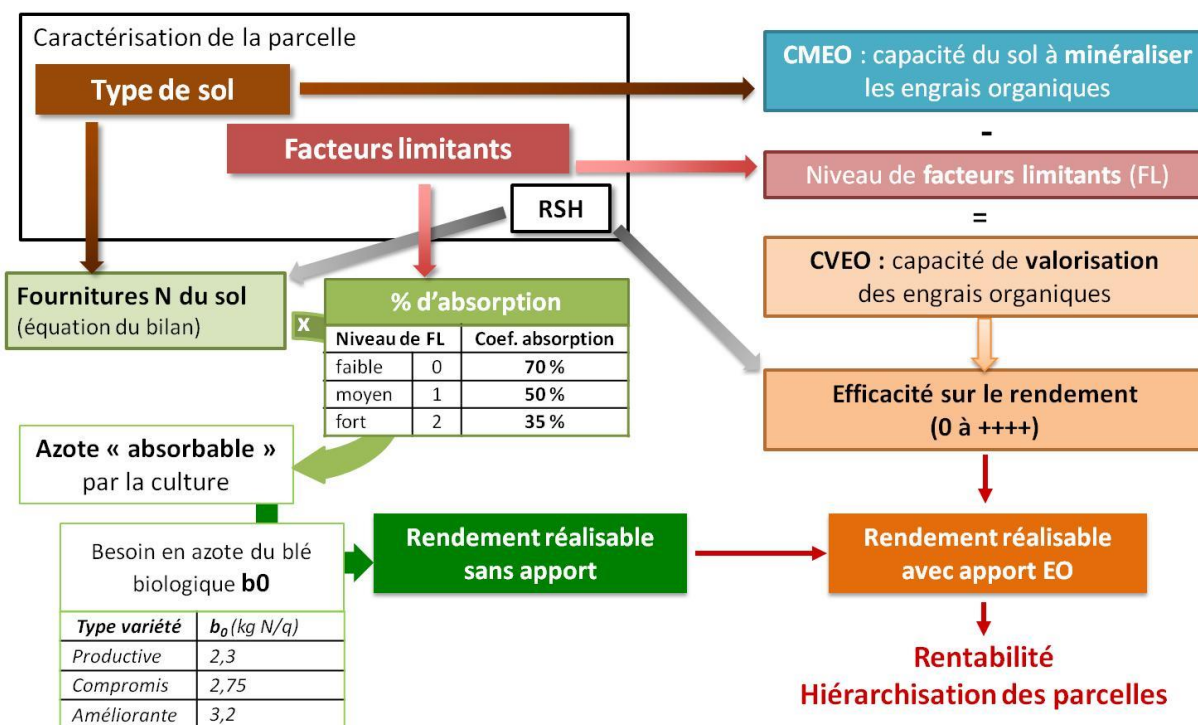 Caractérisation de la parcelle
Type de sol
Facteurs limitants
RSH
CMEO : capacité du sol à minéraliser
les engrais organiques
-
Niveau de facteurs limitants (FL)
=
CVEO : capacité de valorisation
des engrais organiques
Efficacité sur le rendement
(0 à ++++)
Fournitures N du sol
(équation du bilan)
x
% d'absorption
Niveau de FL Coef. absorption
faible 0 70 %
moyen 1 50 %
fort 2 35 %
Azote « absorbable »
par la culture
Besoin en azote du blé
biologique b0
Type variété b0 (kg N/q)
Productive 2,3
Compromis 2,75
Améliorante 3,2
Rendement réalisable
sans apport
Rendement réalisable
avec apport EO
Rentabilité
Hiérarchisation des parcelles